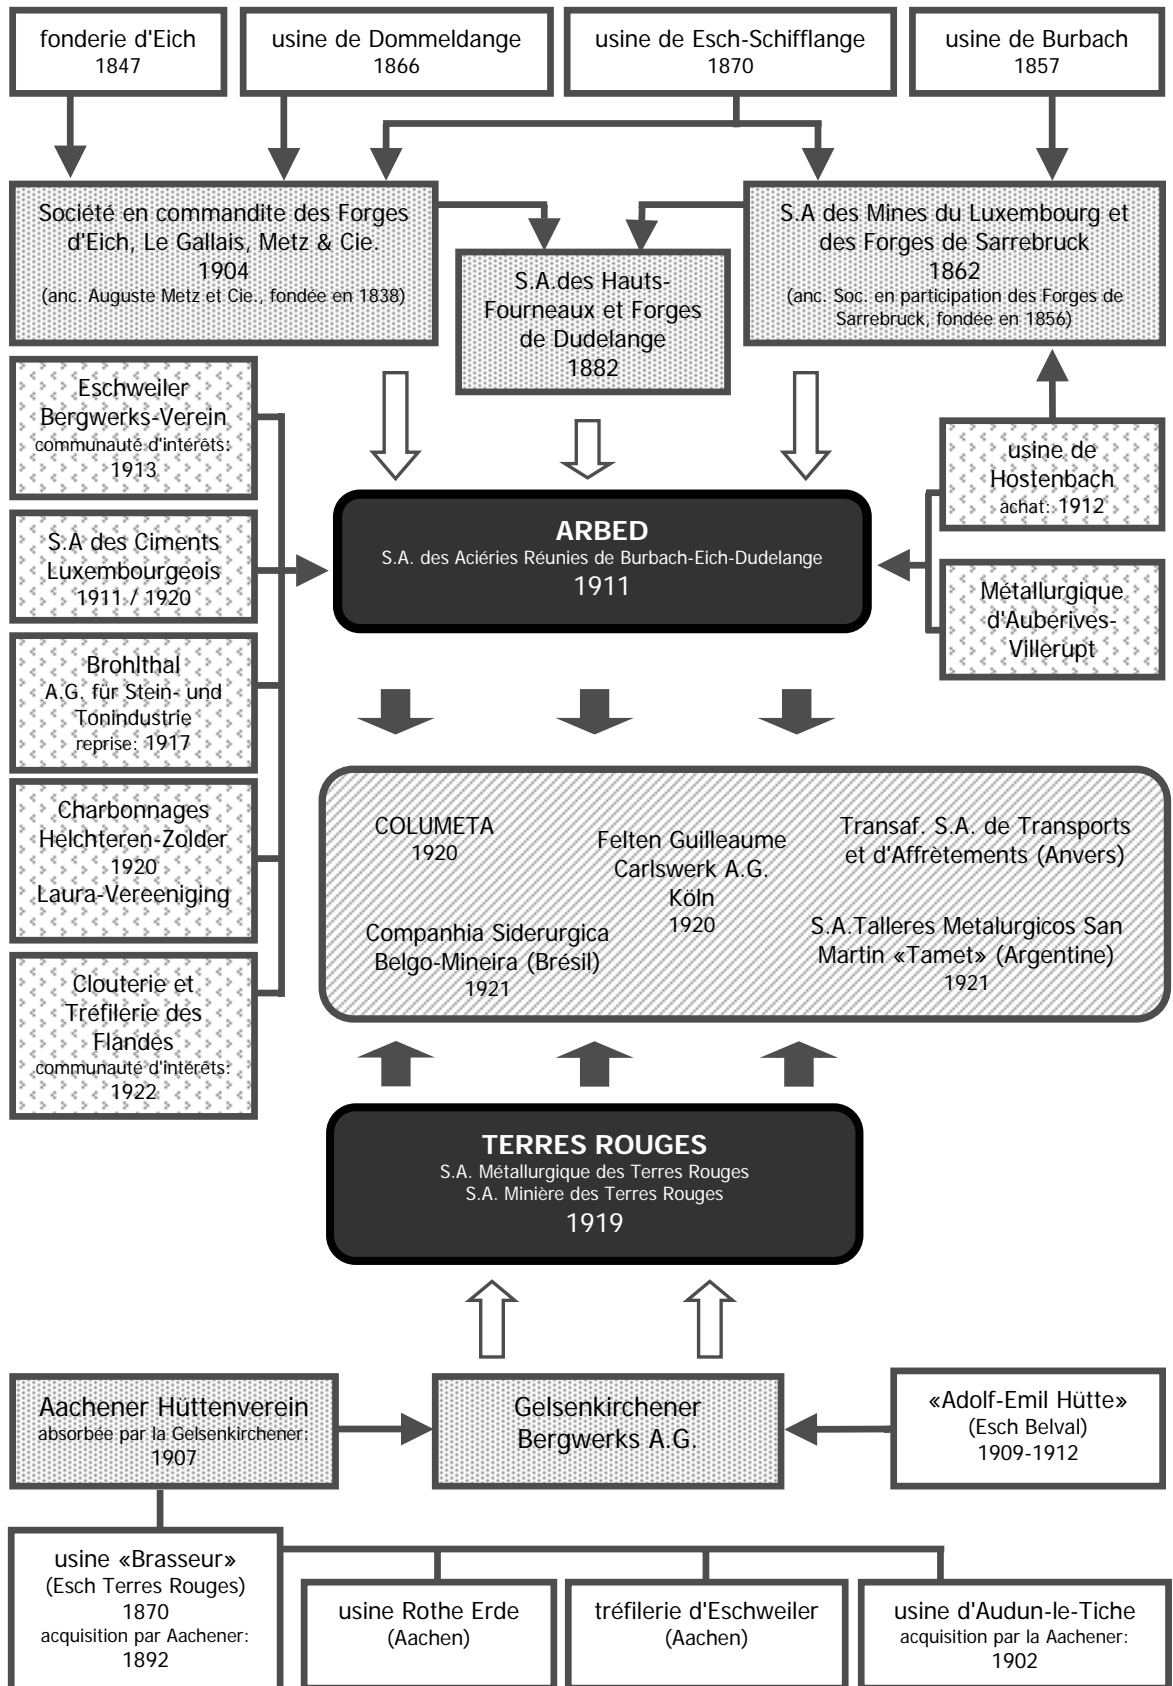 fonderie d'Eich
1847
usine de Dommeldange
1866
usine de Esch-Schifflange
1870
usine de Burbach
1857
Société en commandite des Forges
d'Eich, Le Gallais, Metz & Cie.
1904
(anc. Auguste Metz et Cie., fondée en 1838)
S.A.des Hauts-
Fourneaux et Forges
de Dudelange
1882
S.A des Mines du Luxembourg et
des Forges de Sarrebruck
1862
(anc. Soc. en participation des Forges de
Sarrebruck, fondée en 1856)
Eschweiler
Bergwerks-Verein
communauté d'intérêts:
1913
S.A des Ciments
Luxembourgeois
1911 / 1920
Brohlthal
A.G. für Stein- und
Tonindustrie
reprise: 1917
Charbonnages
Helchteren-Zolder
1920
Laura-Vereeniging
Clouterie et
Tréfilerie des
Flandes
communauté d'intérêts:
1922
ARBED
S.A. des Aciéries Réunies de Burbach-Eich-Dudelange
1911
usine de
Hostenbach
achat: 1912
Métallurgique
d'Auberives-
Villerupt
COLUMETA
1920
Felten Guilleaume
Carlswerk A.G.
Köln
1920
Transaf. S.A. de Transports
et d'Affrètements (Anvers)
Companhia Siderurgica
Belgo-Mineira (Brésil)
1921
S.A.Talleres Metalurgicos San
Martin «Tamet» (Argentine)
1921
TERRES ROUGES
S.A. Métallurgique des Terres Rouges
S.A. Minière des Terres Rouges
1919
Aachener Hüttenverein
absorbée par la Gelsenkirchener:
1907
Gelsenkirchener
Bergwerks A.G.
«Adolf-Emil Hütte»
(Esch Belval)
1909-1912
usine «Brasseur»
(Esch Terres Rouges)
1870
acquisition par Aachener:
1892
usine Rothe Erde
(Aachen)
tréfilerie d'Eschweiler
(Aachen)
usine d'Audun-le-Tiche
acquisition par la Aachener:
1902